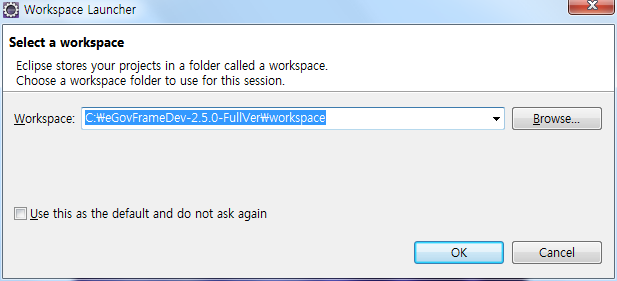 Workspace Launcher
Select a workspace
Eclipse stores your projects in a folder called a workspace.
Choose a workspace folder to use for this session.
Workspace: C:₩eGovFrameDev-2.5.0-FullVer₩workspace Browse...
Use this as the default and do not ask again
OK Cancel